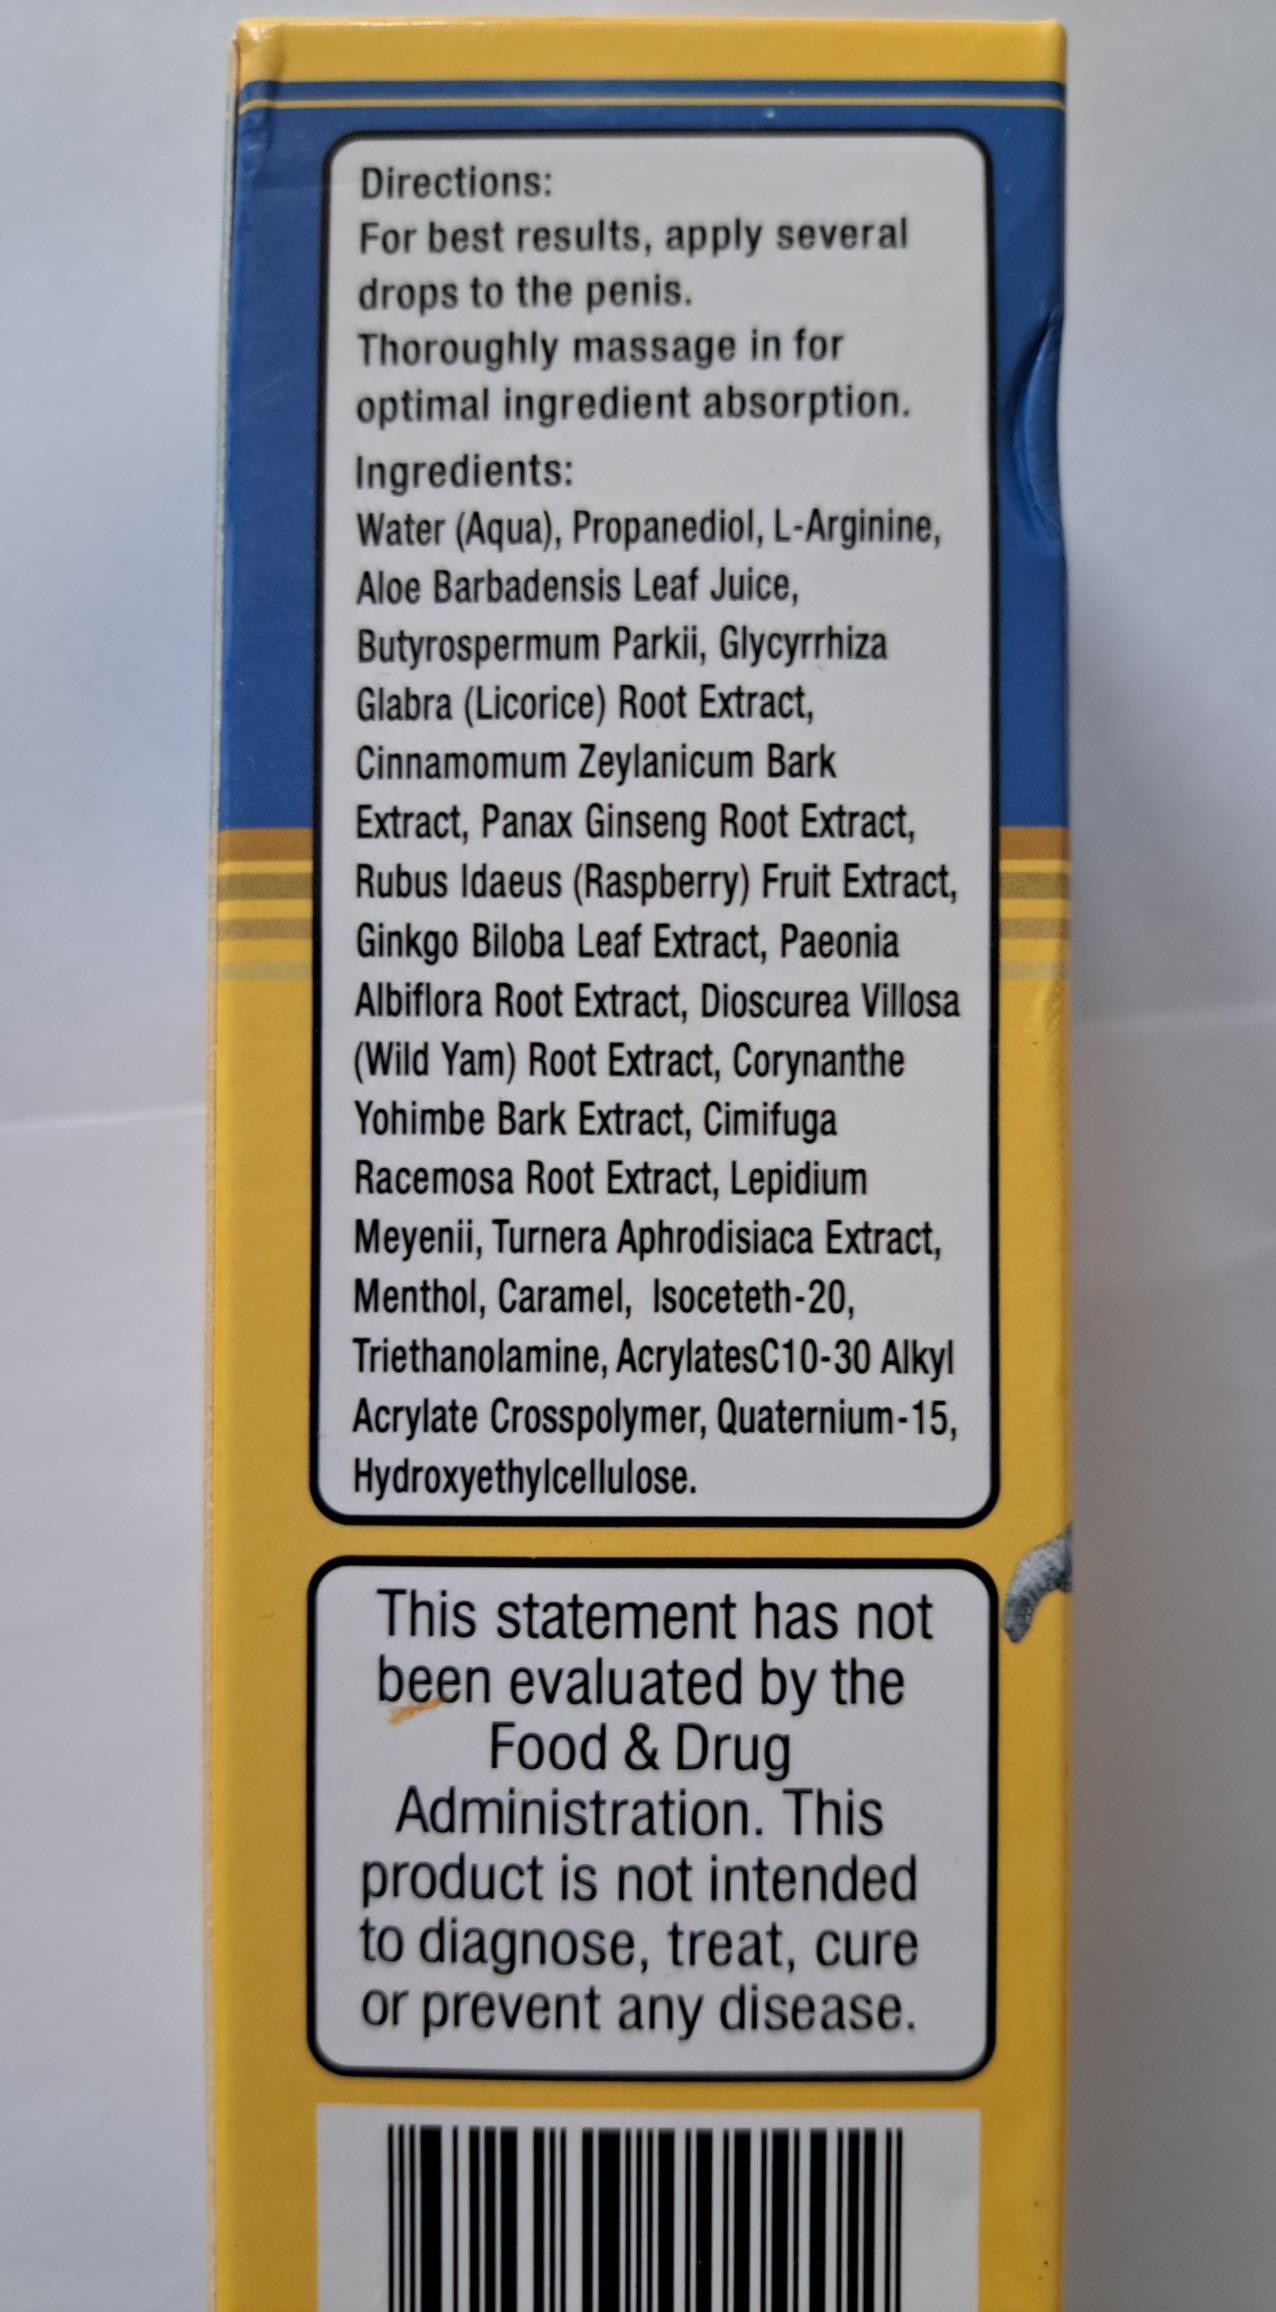 Directions:
For best results, apply several
drops to the penis.
Thoroughly massage in for
optimal ingredient absorption.
Ingredients:
Water (Aqua), Propanediol, L-Arginine,
Aloe Barbadensis Leaf Juice,
Butyrospermum Parkii, Glycyrrhiza
Glabra (Licorice) Root Extract,
Cinnamomum Zeylanicum Bark
Extract, Panax Ginseng Root Extract,
Rubus Idaeus (Raspberry) Fruit Extract,
Ginkgo Biloba Leaf Extract, Paeonia
Albiflora Root Extract, Dioscurea Villosa
(Wild Yam) Root Extract, Corynanthe
Yohimbe Bark Extract, Cimifuga
Racemosa Root Extract, Lepidium
Meyenii, Turnera Aphrodisiaca Extract,
Menthol, Caramel, Isoceteth-20,
Triethanolamine, AcrylatesC10-30 Alkyl
Acrylate Crosspolymer, Quaternium-15,
Hydroxyethylcellulose.
This statement has not
been evaluated by the
Food & Drug
Administration. This
product is not intended
to diagnose, treat, cure
or prevent any disease.